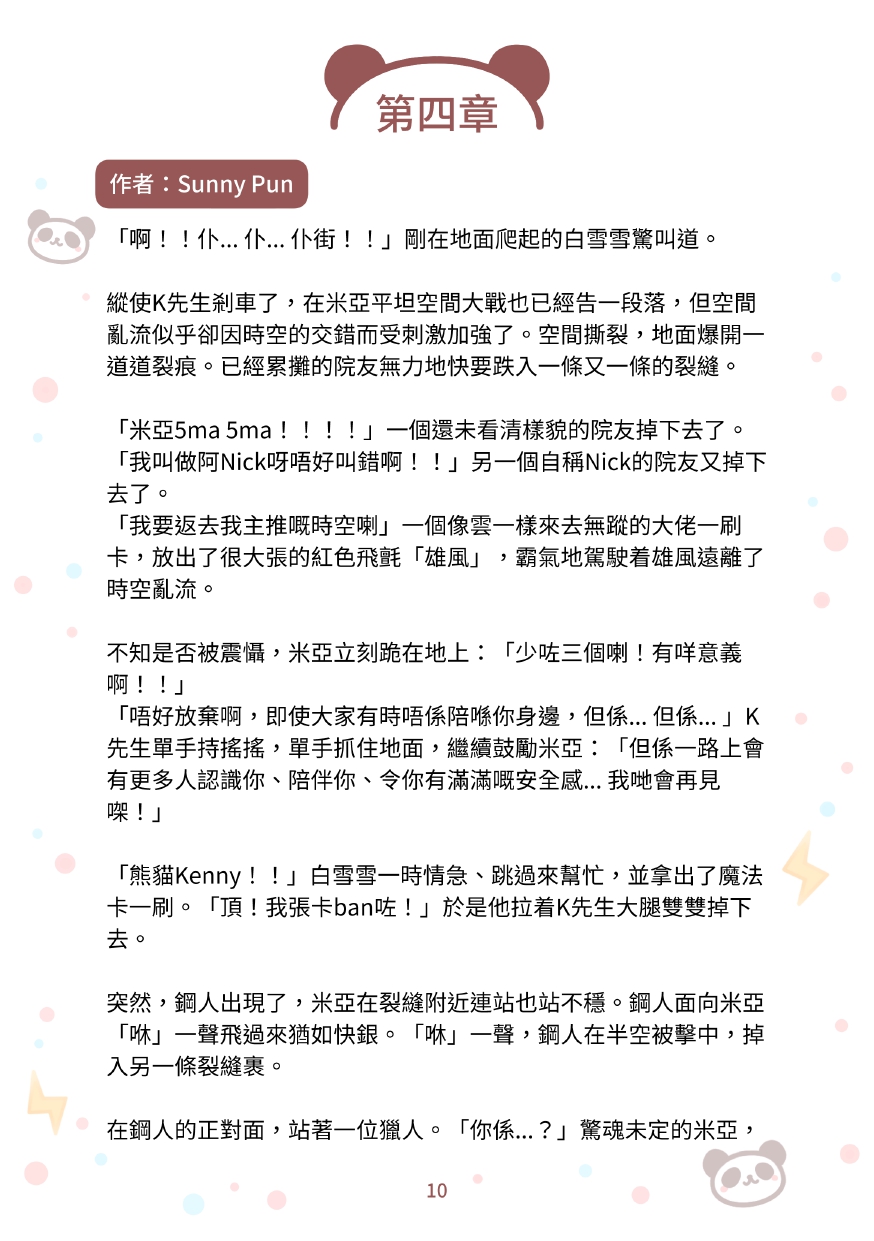 第四章
作者：Sunny Pun
「啊！！仆... 仆... 仆街！！」剛在地面爬起的白雪雪驚叫道。
縱使K先生剎車了，在米亞平坦空間大戰也已經告一段落，但空間
亂流似乎卻因時空的交錯而受刺激加強了。空間撕裂，地面爆開一
道道裂痕。已經累攤的院友無力地快要跌入一條又一條的裂縫。
「米亞5ma 5ma！！！！」一個還未看清樣貌的院友掉下去了。
「我叫做阿Nick呀唔好叫錯啊！！」另一個自稱Nick的院友又掉下
去了。
「我要返去我主推嘅時空喇」一個像雲一樣來去無蹤的大佬一刷
卡，放出了很大張的紅色飛氈「雄風」，霸氣地駕駛着雄風遠離了
時空亂流。
不知是否被震懾，米亞立刻跪在地上：「少咗三個喇！有咩意義
啊！！」
「唔好放棄啊，即使大家有時唔係陪喺你身邊，但係... 但係... 」K
先生單手持搖搖，單手抓住地面，繼續鼓勵米亞：「但係一路上會
有更多人認識你、陪伴你、令你有滿滿嘅安全感... 我哋會再見
㗎！」
「熊貓Kenny！！」白雪雪一時情急、跳過來幫忙，並拿出了魔法
卡一刷。「頂！我張卡ban咗！」於是他拉着K先生大腿雙雙掉下
去。
突然，鋼人出現了，米亞在裂縫附近連站也站不穩。鋼人面向米亞
「咻」一聲飛過來猶如快銀。「咻」一聲，鋼人在半空被擊中，掉
入另一條裂縫裹。
在鋼人的正對面，站著一位獵人。「你係...？」驚魂未定的米亞，
10